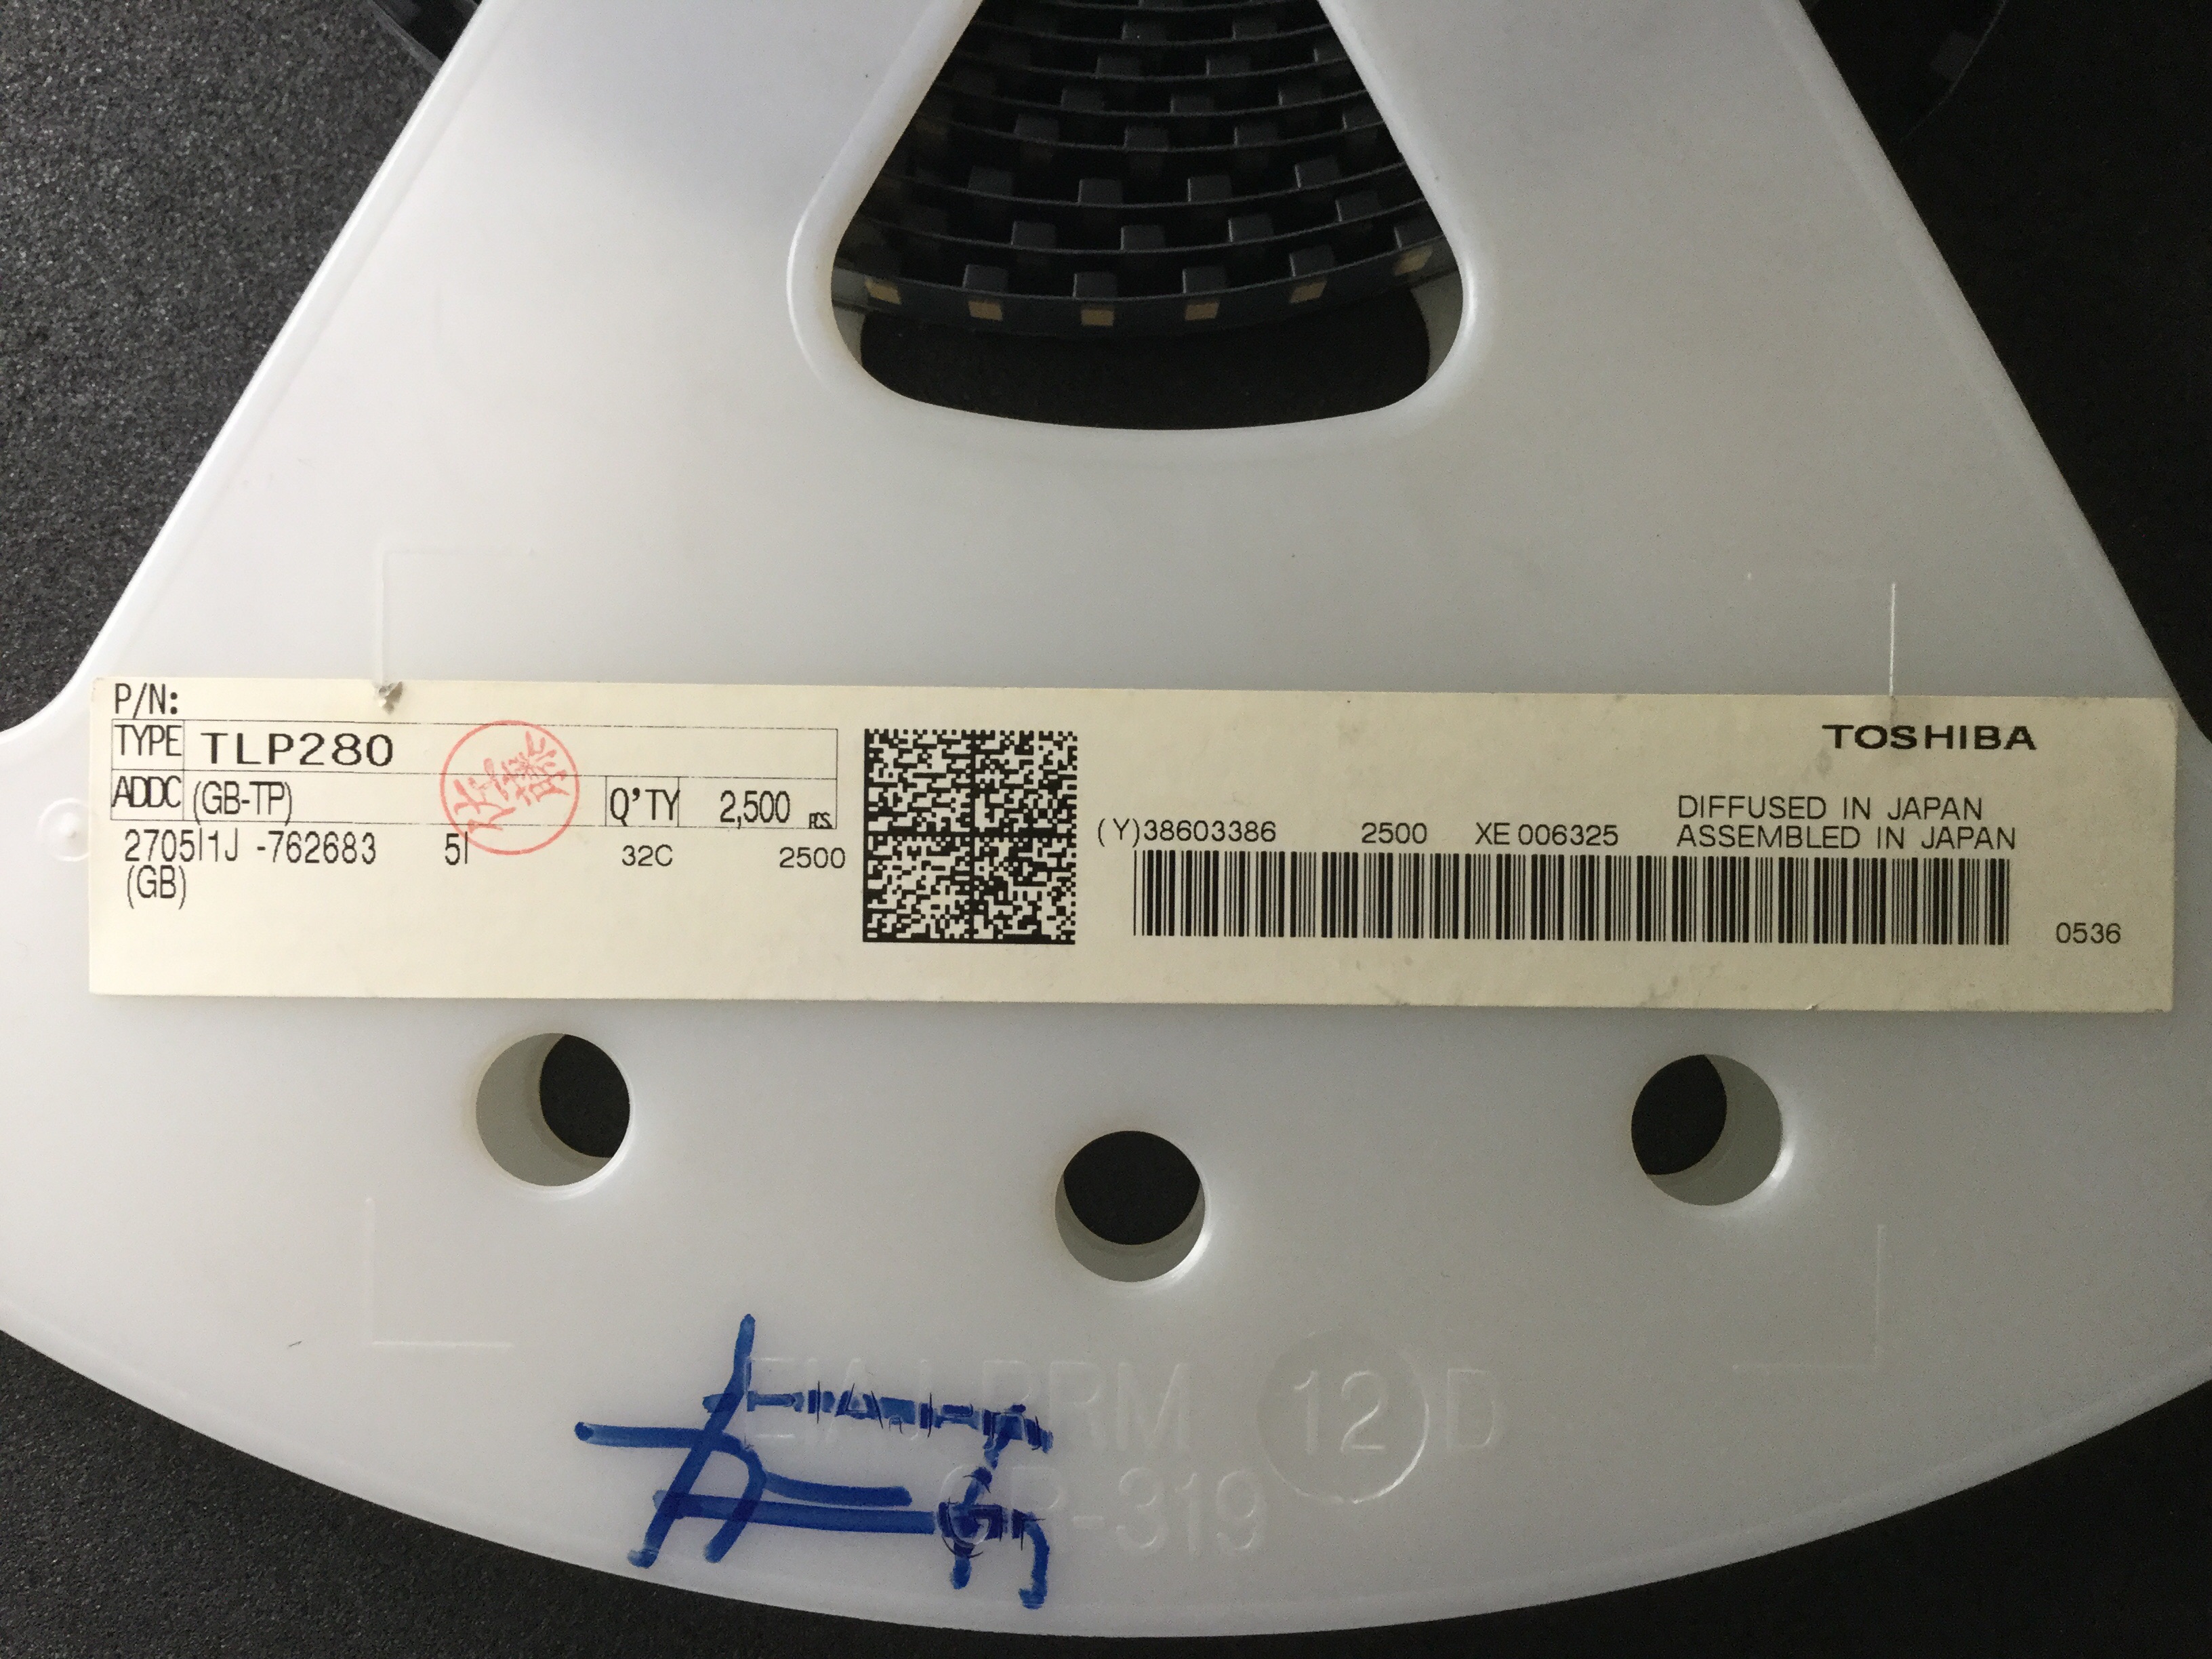 P/N:
TYPE TLP280
ADDC (GB-TP) Q'TY 2,500 PCS.
2705I1J -762683 5I 32C 2500
(GB)
TOSHIBA
DIFFUSED IN JAPAN
(Y)38603386 2500 XE 006325 ASSEMBLED IN JAPAN
0536
EIAJ-RRM 12 D
-319